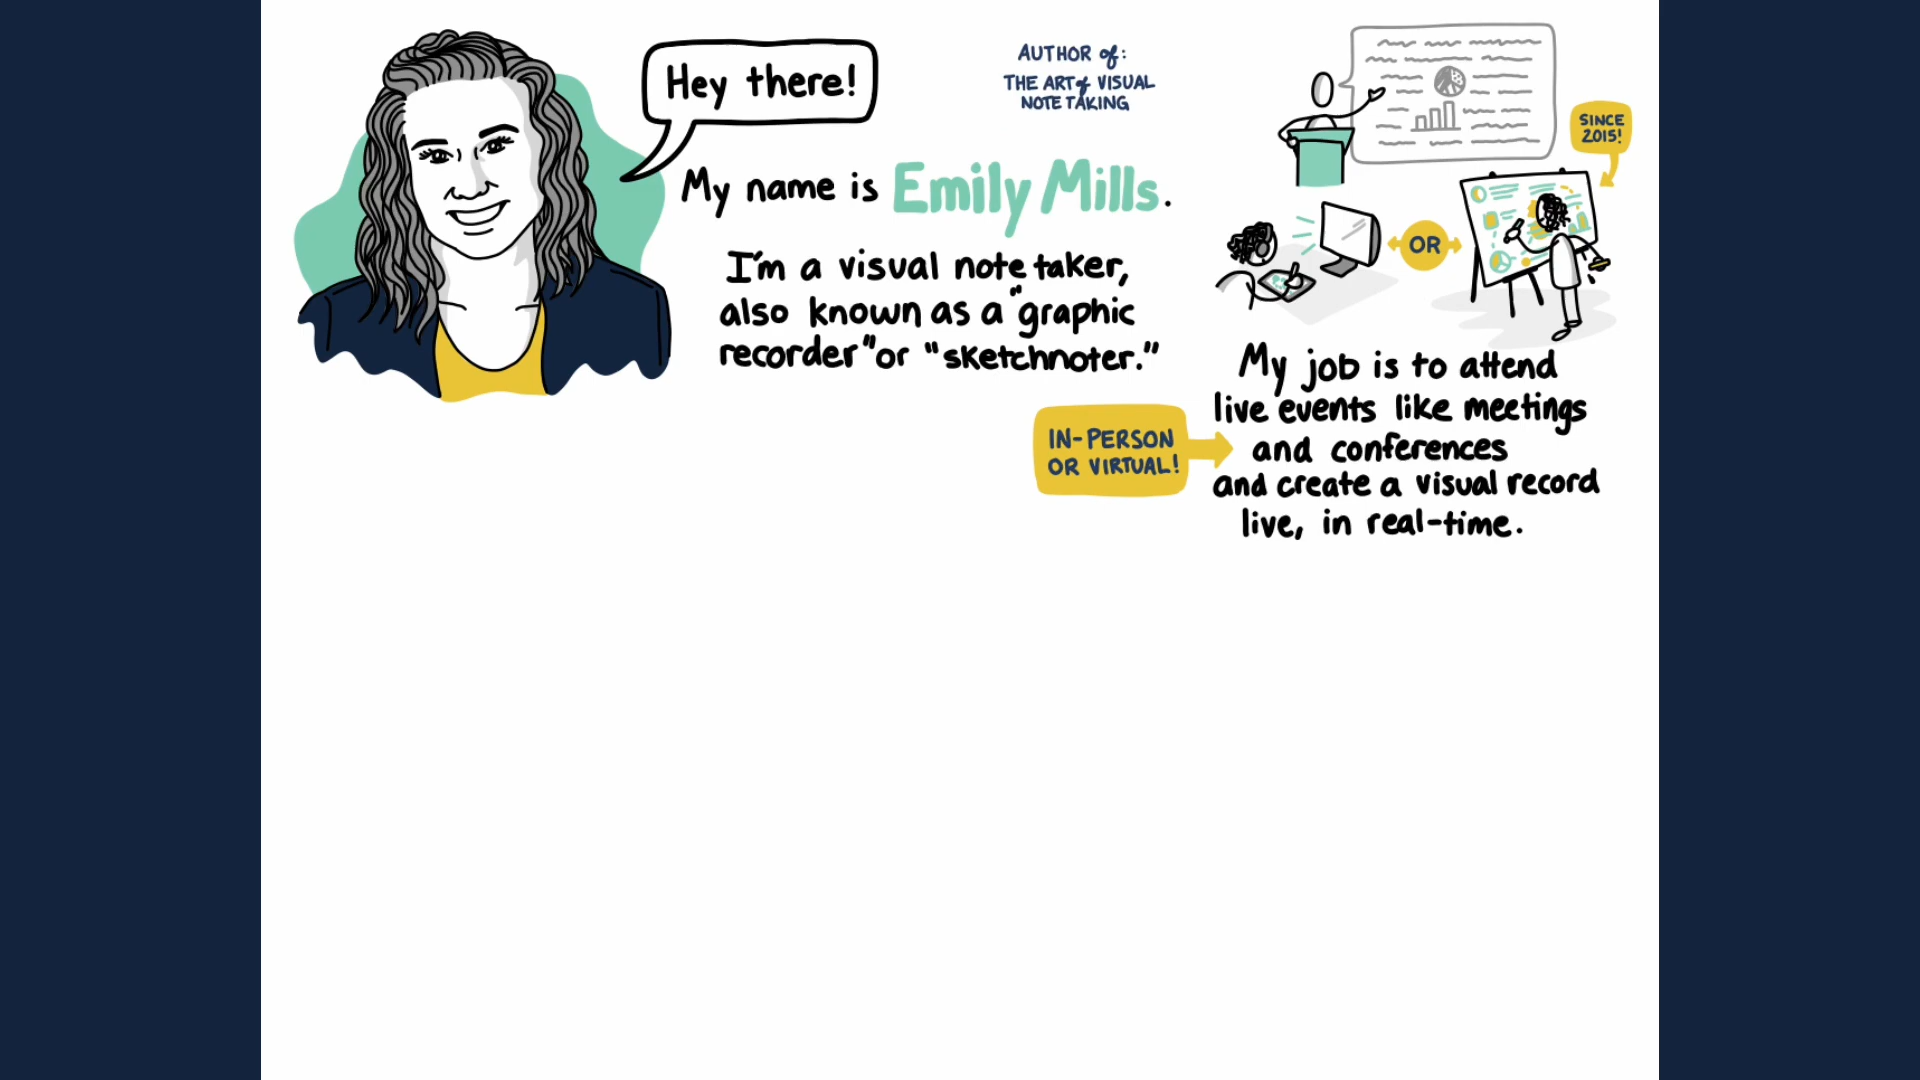 Hey there!
AUTHOR of:
THE ART of VISUAL
NOTE TAKING
My name is Emily Mills.
I'm a visual note taker,
also known as a "graphic
recorder" or "sketchnoter."
SINCE
2015!
OR
My job is to attend
live events like meetings
and conferences
and create a visual record
live, in real-time.
IN-PERSON
OR VIRTUAL!